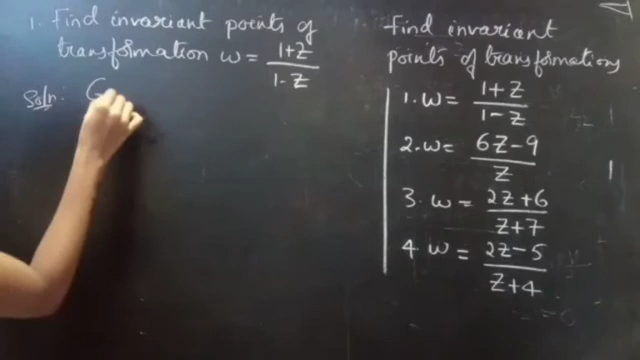 1. Find invariant points of
transformation w = 1+z / 1-z
Soln: G
Find invariant
points of transformations
1. w = 1+z / 1-z
2. w = 6z-9 / z
3. w = 2z+6 / z+7
4. w = 2z-5 / z+4